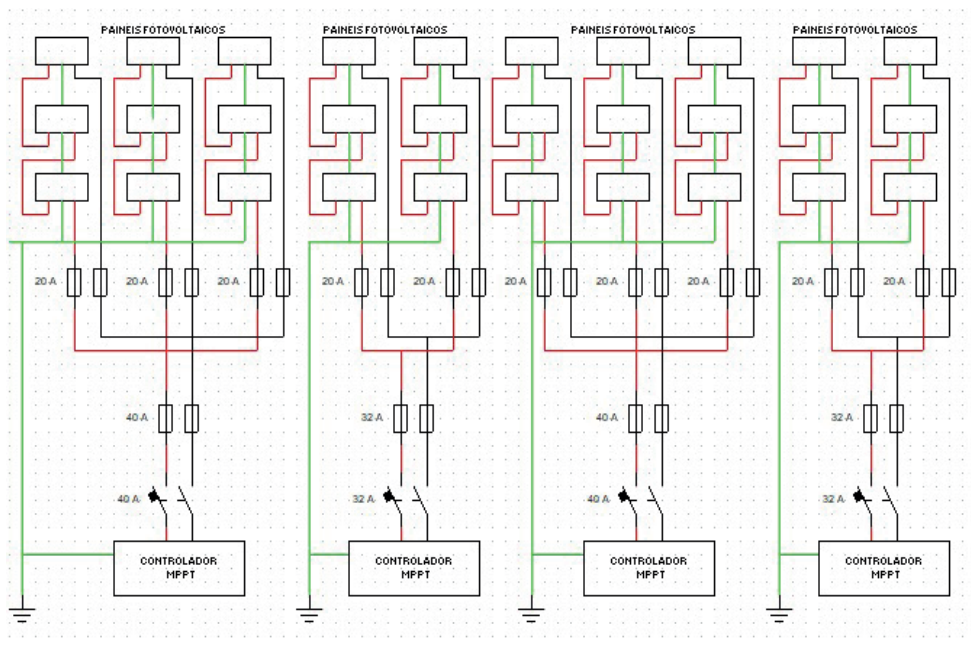 PAINEIS FOTOVOLTAICOS PAINEIS FOTOVOLTAICOS PAINEIS FOTOVOLTAICOS PAINEIS FOTOVOLTAICOS
20 A 20 A 20 A 20 A 20 A 20 A 20 A 20 A 20 A 20 A
40 A 32 A 40 A 32 A
40 A 32 A 40 A 32 A
CONTROLADOR CONTROLADOR CONTROLADOR CONTROLADOR
MPPT MPPT MPPT MPPT